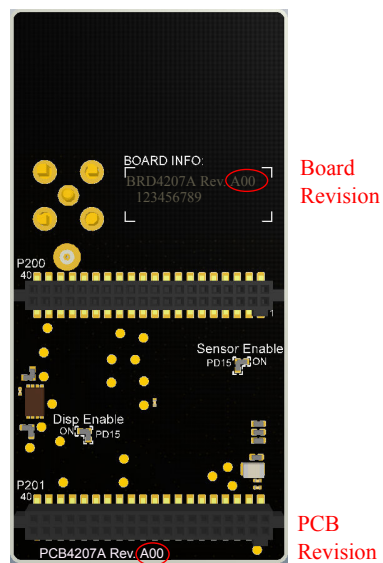 BOARD INFO:
BRD4207A Rev. A00
123456789
Board
Revision
P200
40
1
Sensor Enable
PD15 ON
Disp Enable
ON PD15
P201
40
PCB4207A Rev. A00
PCB
Revision